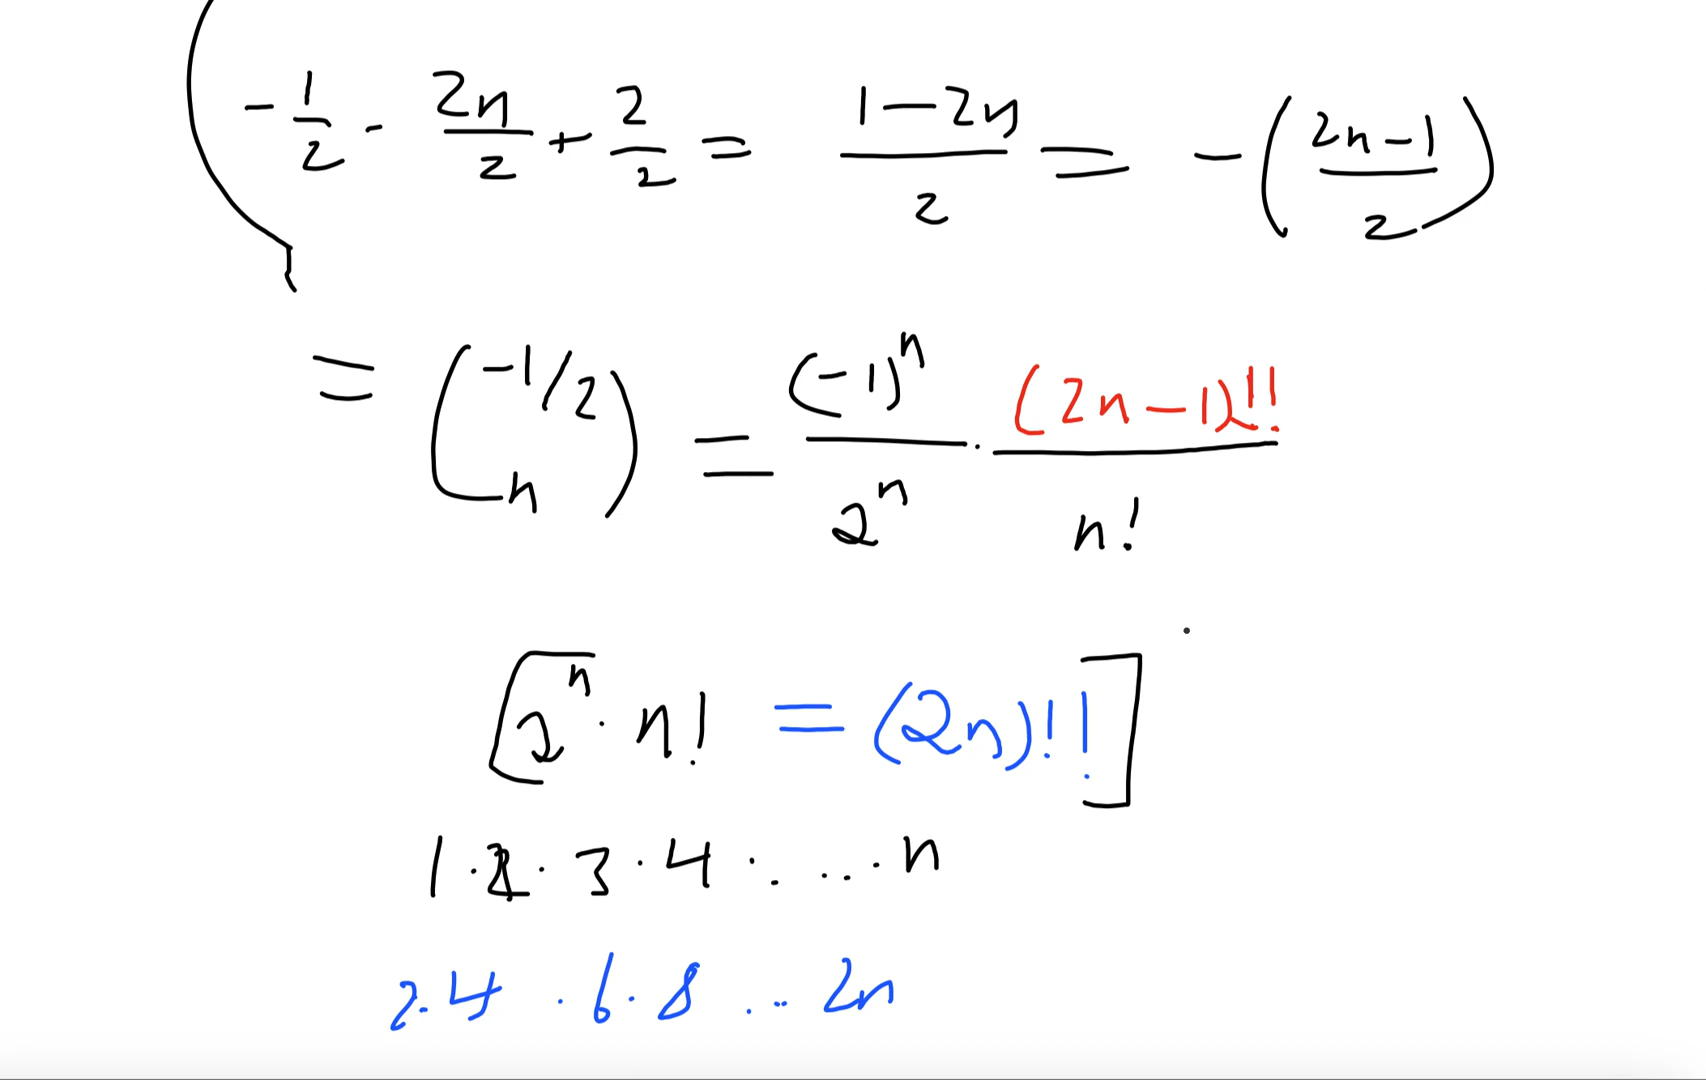 -1/2 - 2n/2 + 2/2 = (1-2n)/2 = -((2n-1)/2)
= (-1/2 n) = (-1)^n/2^n · (2n-1)!!/n!
[2^n · n! = (2n)!!]
1 · 2 · 3 · 4 · ... · n
2 · 4 · 6 · 8 ... 2n